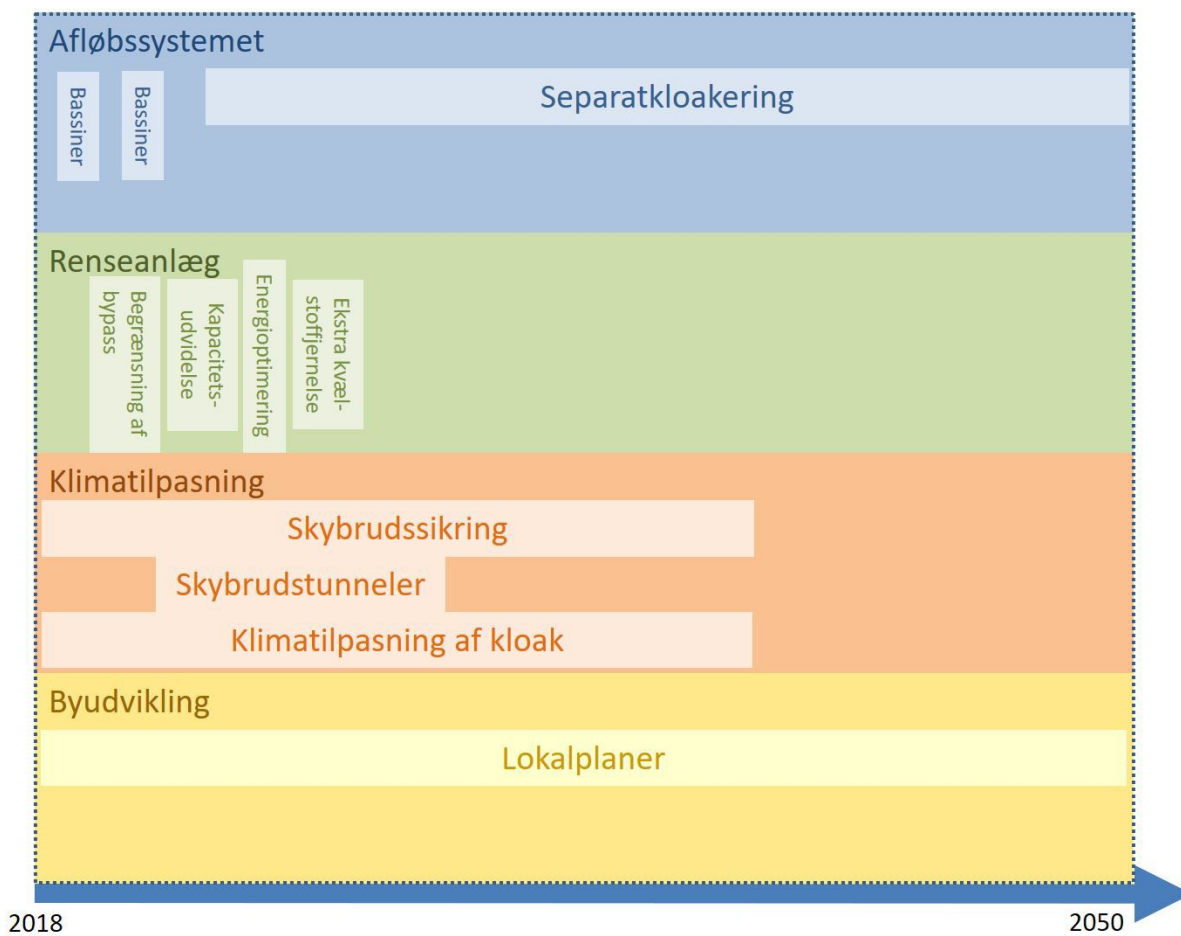 Afløbssystemet
Bassiner
Bassiner
Separatkloakering
Renseanlæg
Begrænsning af
bypass
Kapacitets-
udvidelse
Energioptimering
Ekstra kvæl-
stoffjernelse
Klimatilpasning
Skybrudssikring
Skybrudstunneler
Klimatilpasning af kloak
Byudvikling
Lokalplaner
2018
2050